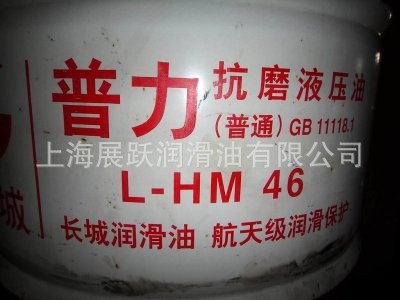 普力
抗磨液压油
(普通) GB 11118.1
上海展跃润滑油有限公司
L-HM 46
城
长城润滑油 航天级润滑保护